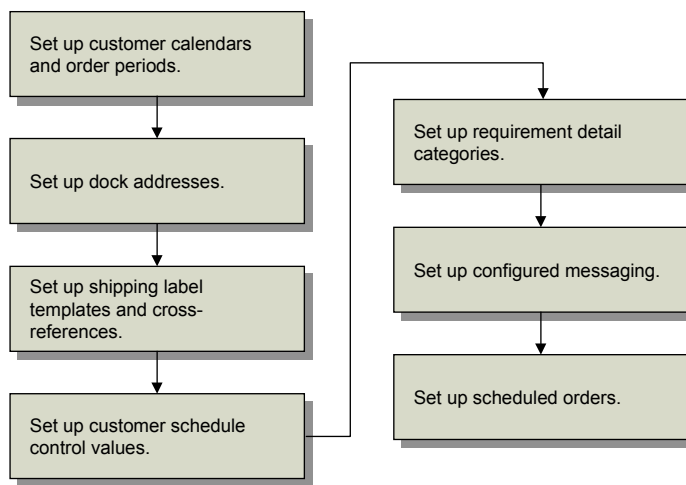 Set up customer calendars
and order periods.
Set up dock addresses.
Set up shipping label
templates and cross-
references.
Set up customer schedule
control values.
Set up requirement detail
categories.
Set up configured messaging.
Set up scheduled orders.